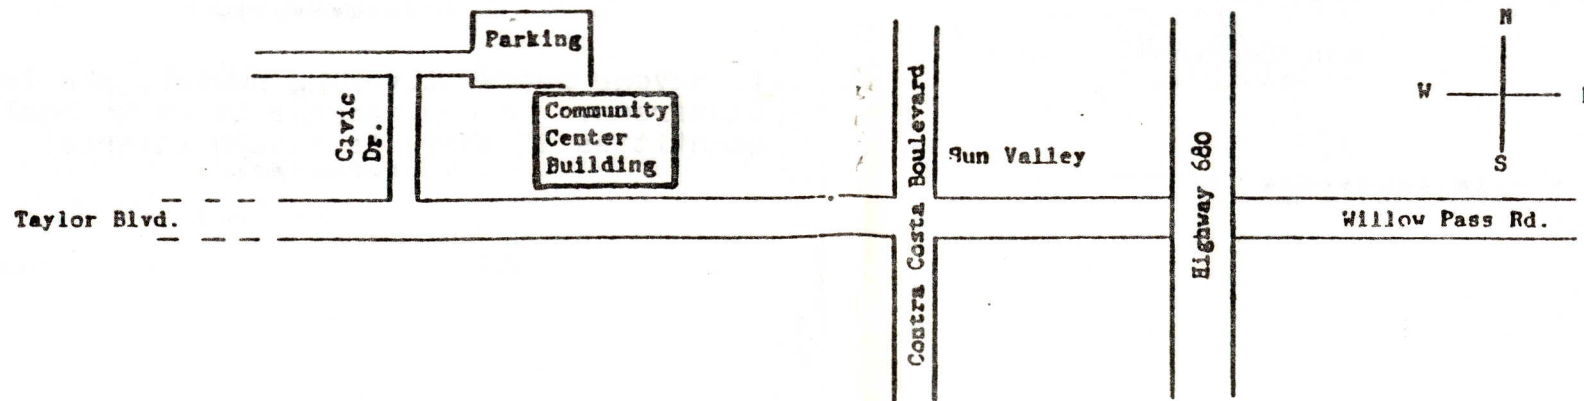 Parking
Civic
Dr.
Community
Center
Building
Taylor Blvd.
Contra Costa Boulevard
Sun Valley
Highway 680
Willow Pass Rd.
N
W
S